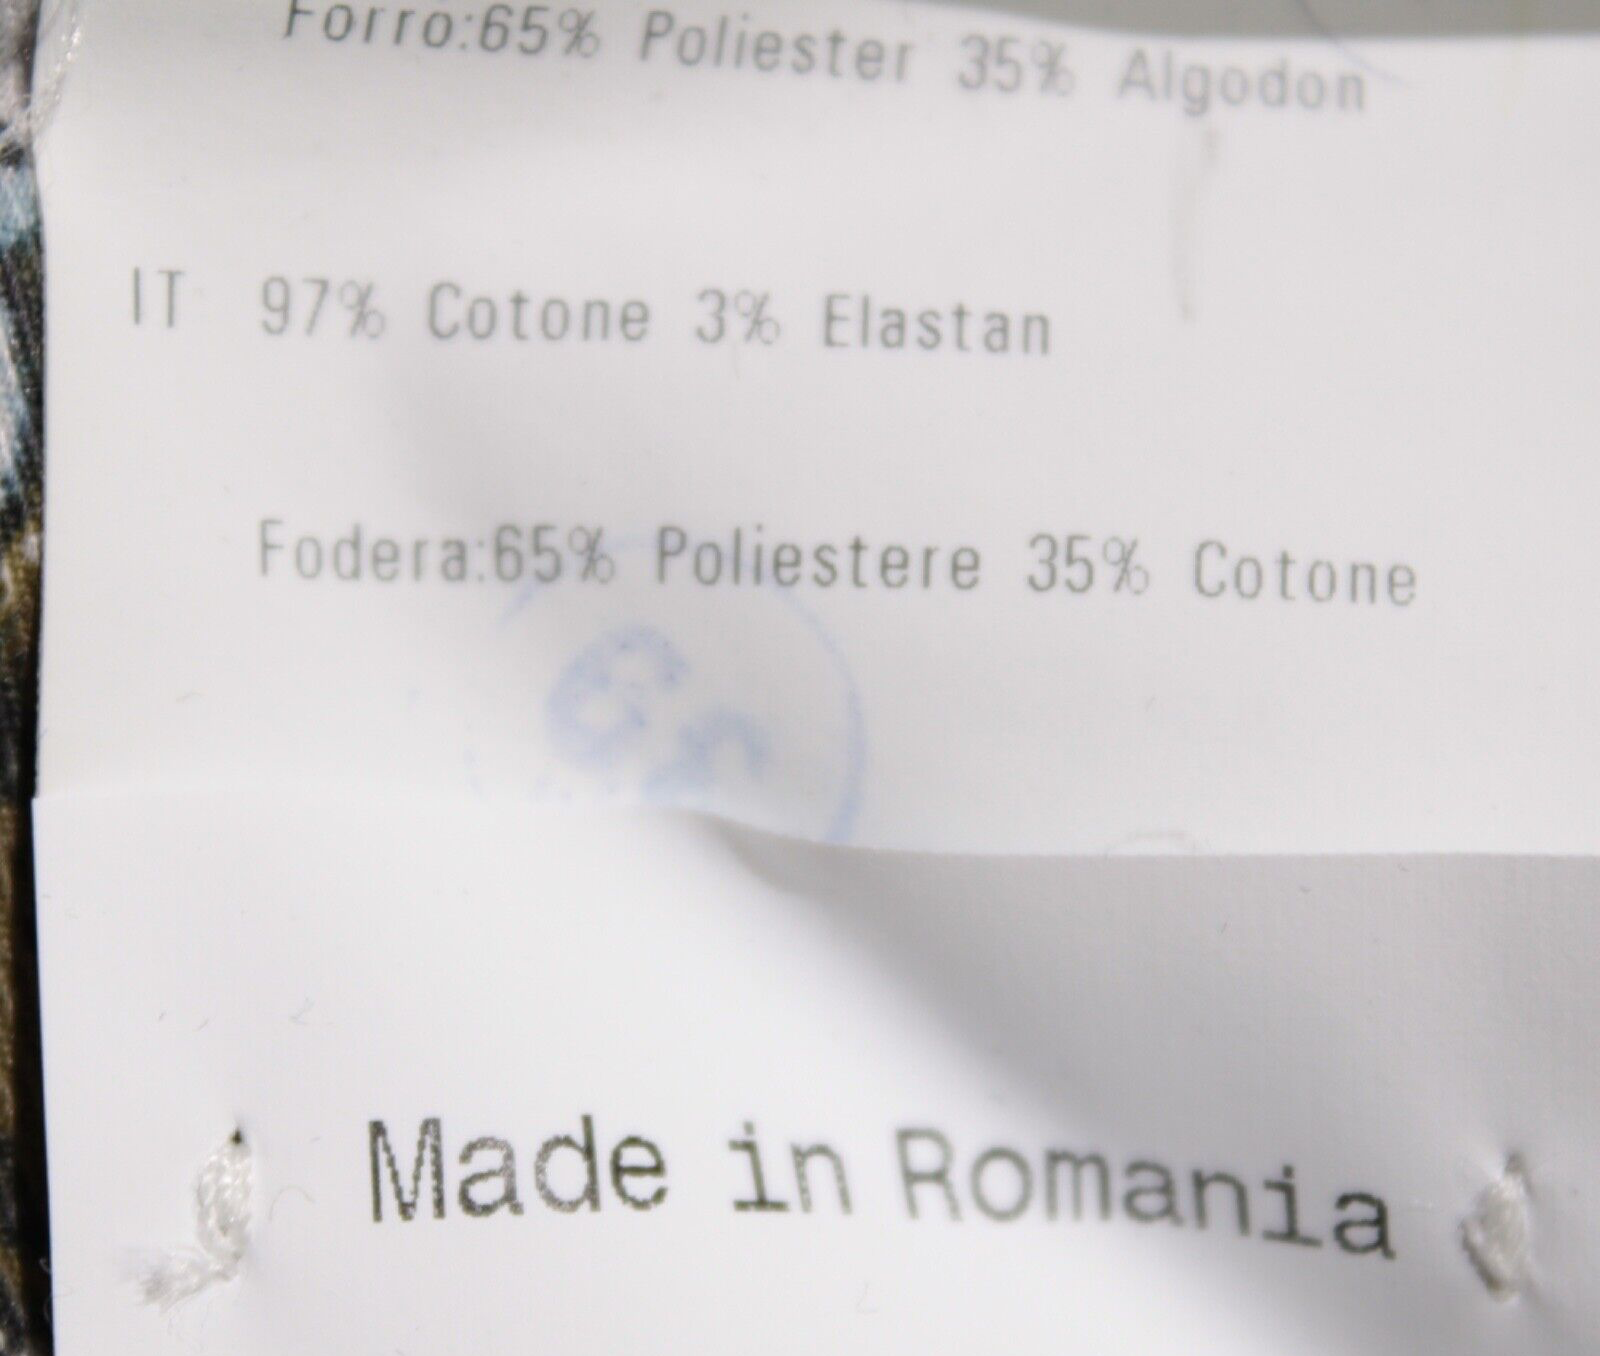 Forro:65% Poliester 35% Algodon
IT 97% Cotone 3% Elastan
Fodera:65% Poliestere 35% Cotone
Made in Romania